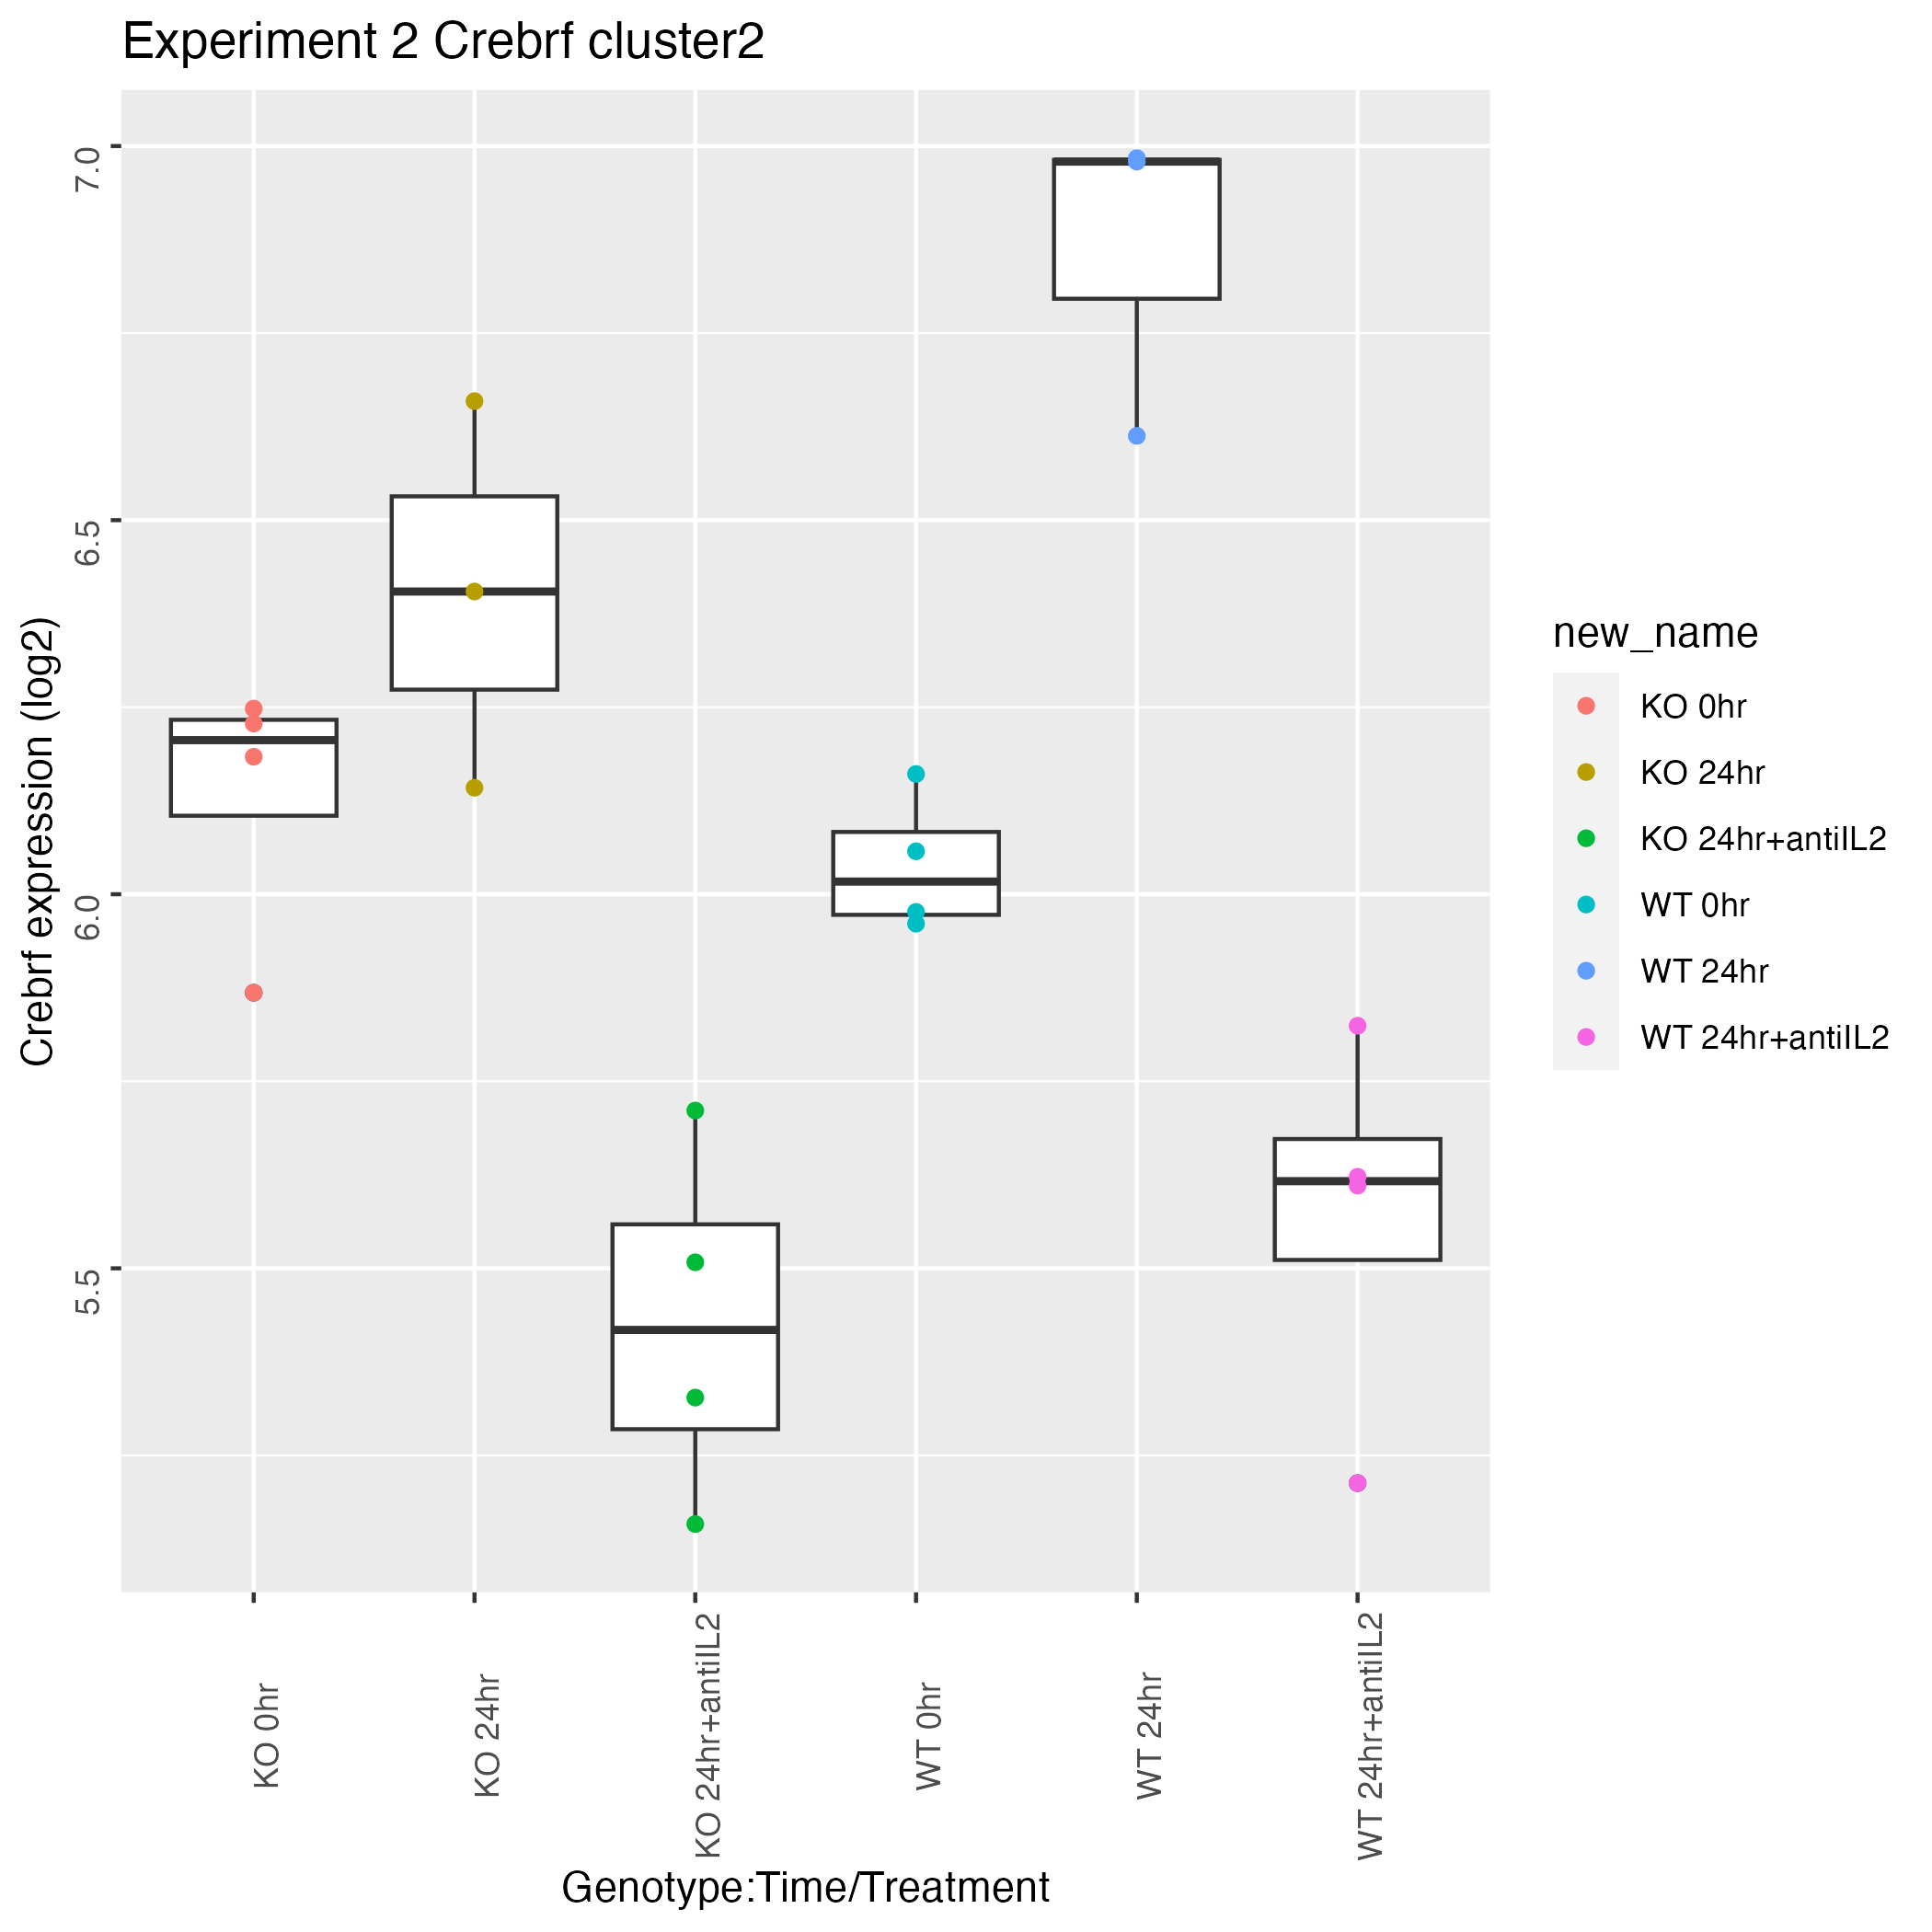 Experiment 2 Crebrf cluster2
Crebrf expression (log2)
7.0
6.5
6.0
5.5
KO 0hr
KO 24hr
KO 24hr+antiIL2
WT 0hr
WT 24hr
WT 24hr+antiIL2
Genotype:Time/Treatment
new_name
KO 0hr
KO 24hr
KO 24hr+antiIL2
WT 0hr
WT 24hr
WT 24hr+antiIL2